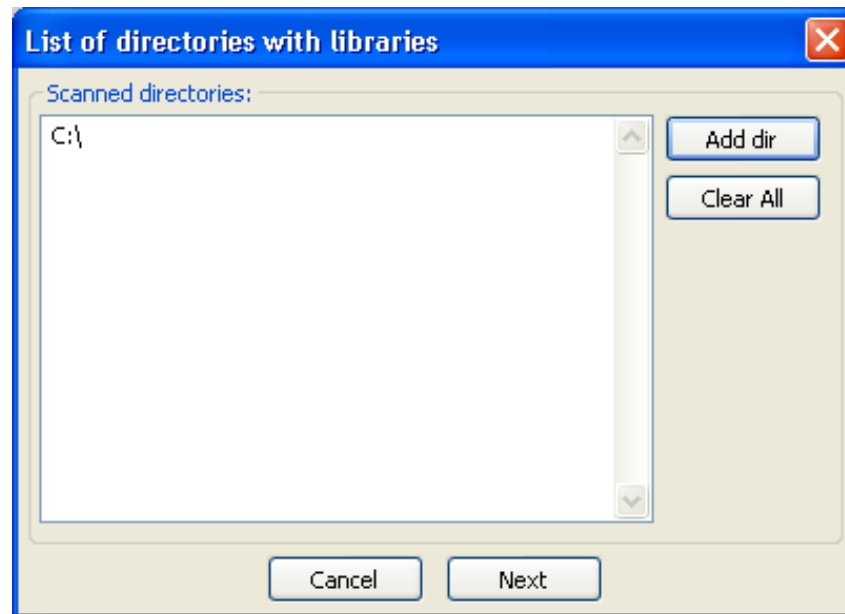 List of directories with libraries
Scanned directories:
C:\
Add dir
Clear All
Cancel
Next